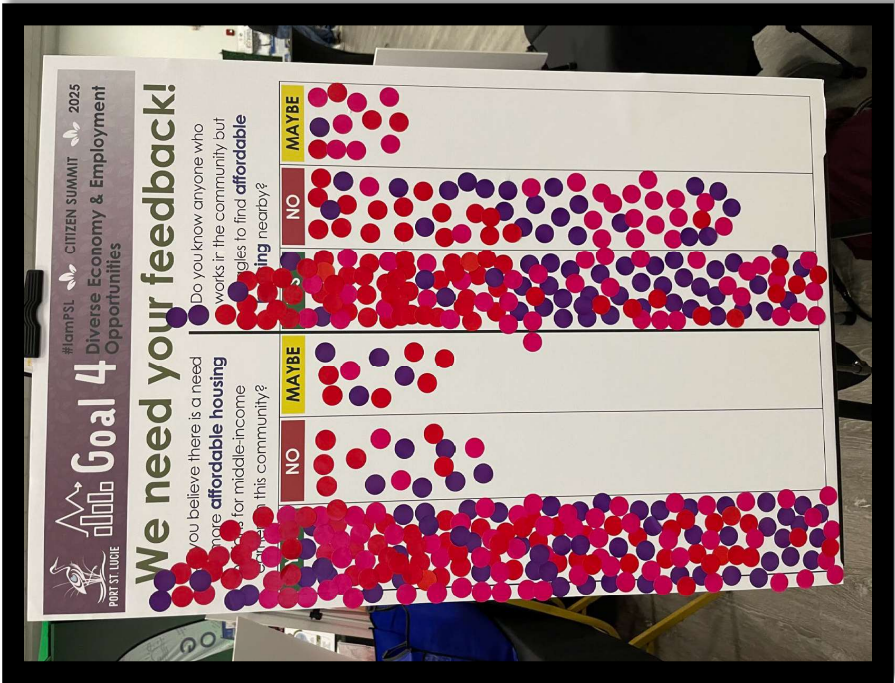 #IamPSL CITIZEN SUMMIT 2025
Goal 4
Diverse Economy & Employment
Opportunities
PORT ST. LUCIE
We need your feedback!
you believe there is a need
affordable housing
for middle-income
this community?
NO
MAYBE
Do you know anyone who
works in the community but
to find affordable
nearby?
NO
MAYBE